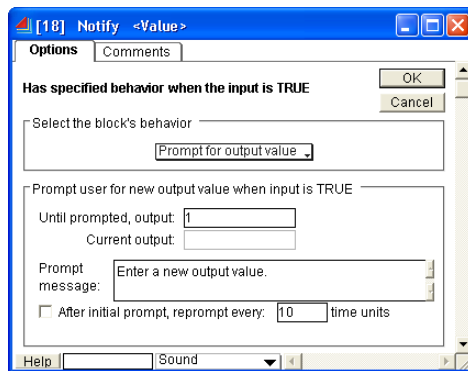 [18] Notify <Value>
Options
Comments
OK
Has specified behavior when the input is TRUE
Cancel
Select the block's behavior
Prompt for output value
Prompt user for new output value when input is TRUE
Until prompted, output: 1
Current output:
Prompt message: Enter a new output value.
After initial prompt, reprompt every: 10 time units
Help
Sound